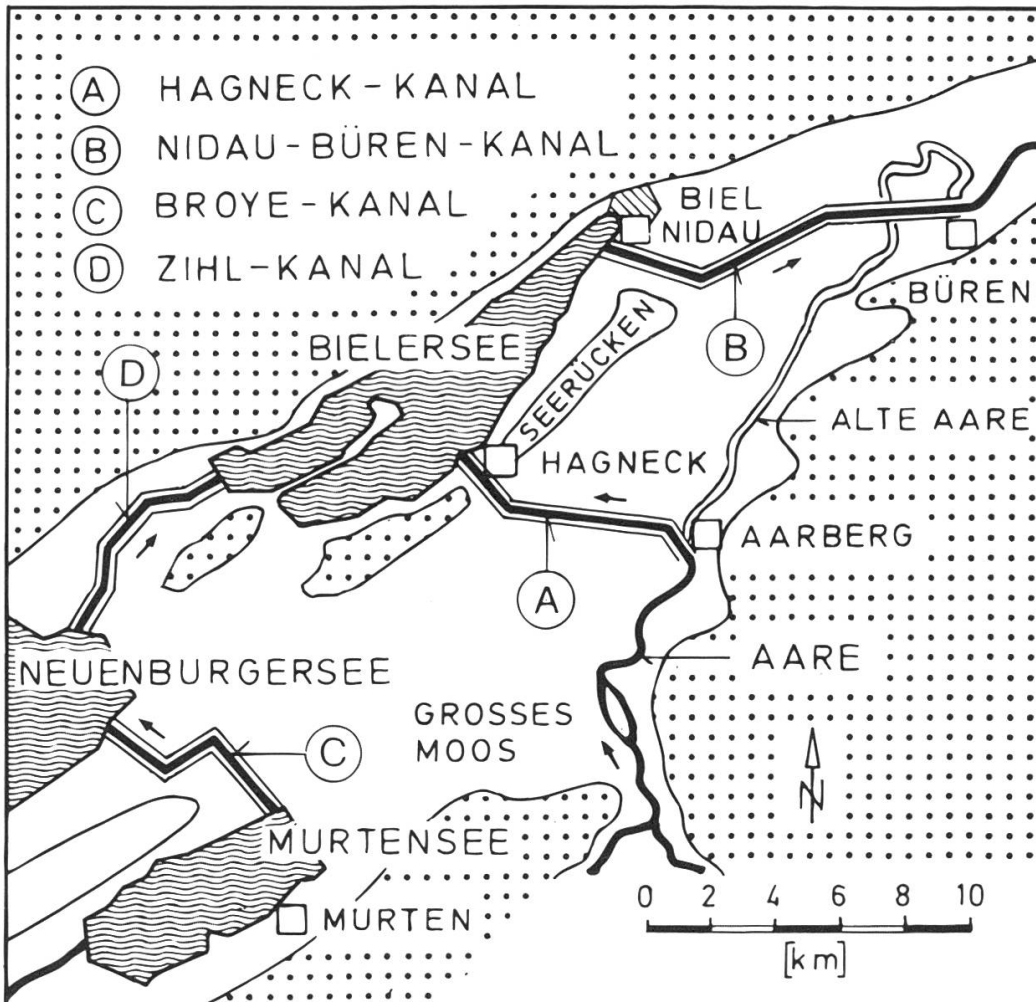 A HAGNECK-KANAL
B NIDAU-BÜREN-KANAL
C BROYE-KANAL
D ZIHL-KANAL
BIEL
NIDAU
BÜREN
BIELERSEE
SEERÜCKEN
D
B
ALTE AARE
HAGNECK
AARBERG
A
AARE
NEUENBURGERSEE
GROSSES
MOOS
C
N
MURTENSEE
MURTEN
0 2 4 6 8 10
[km]